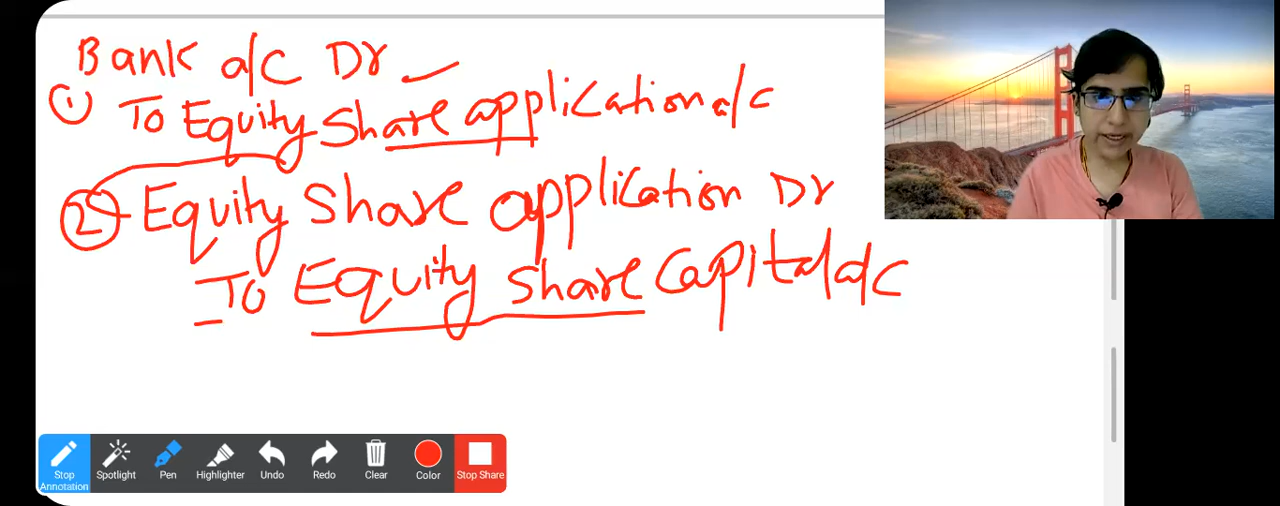 Bank a/c Dr
① To Equity Share application a/c
② Equity Share application Dr
To Equity Share Capital a/c
Stop Annotation
Spotlight
Pen
Highlighter
Undo
Redo
Clear
Color
Stop Share